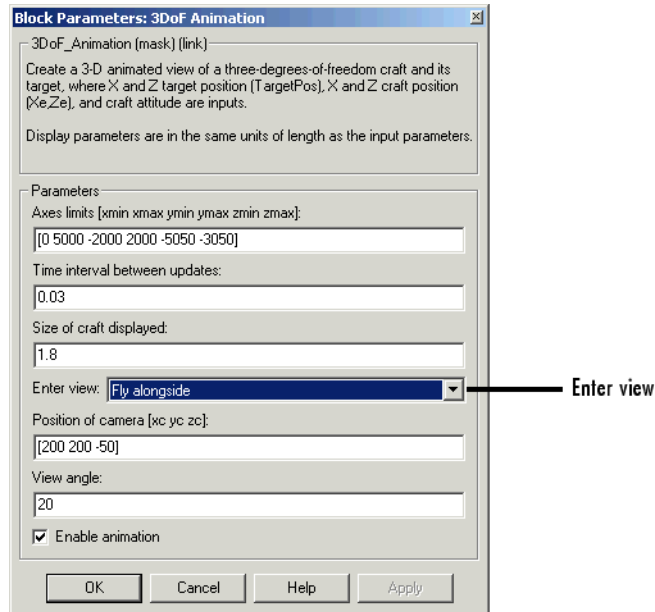 Block Parameters: 3DoF Animation
3DoF_Animation (mask) (link)
Create a 3-D animated view of a three-degrees-of-freedom craft and its
target, where X and Z target position (TargetPos), X and Z craft position
(Xe,Ze), and craft attitude are inputs.
Display parameters are in the same units of length as the input parameters.
Parameters
Axes limits [xmin xmax ymin ymax zmin zmax]:
[0 5000 -2000 2000 -5050 -3050]
Time interval between updates:
0.03
Size of craft displayed:
1.8
Enter view: Fly alongside
Enter view
Position of camera [xc yc zc]:
[200 200 -50]
View angle:
20
Enable animation
OK Cancel Help Apply